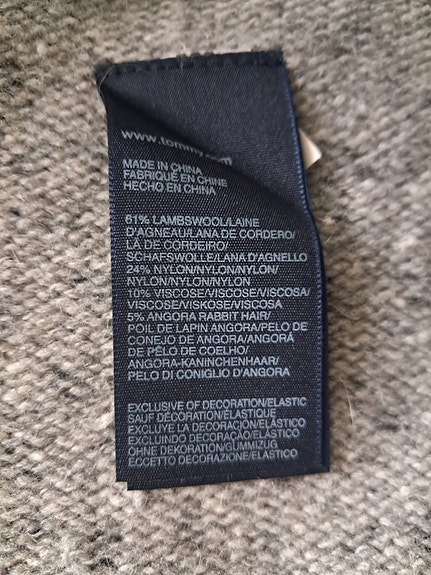 www.tommy.com
MADE IN CHINA
FABRIQUÉ EN CHINE
HECHO EN CHINA
61% LAMBSWOOL/LAINE
D'AGNEAU/LANA DE CORDERO/
LÃ DE CORDEIRO/
SCHAFSWOLLE/LANA D'AGNELLO
24% NYLON/NYLON/NYLON/
NYLON/NYLON/NYLON
10% VISCOSE/VISCOSE/VISCOSA/
VISCOSE/VISKOSE/VISCOSA
5% ANGORA RABBIT HAIR/
POIL DE LAPIN ANGORA/PELO DE
CONEJO DE ANGORA/ANGORÁ
DE PÊLO DE COELHO/
ANGORA-KANINCHENHAAR/
PELO DI CONIGLIO D'ANGORA
EXCLUSIVE OF DECORATION/ELASTIC
SAUF DÉCORATION/ÉLASTIQUE
EXCLUYE LA DECORACIÓN/ELÁSTICO
EXCLUINDO DECORAÇÃO/ELÁSTICO
OHNE DEKORATION/GUMMIZUG
ECCETTO DECORAZIONE/ELASTICO